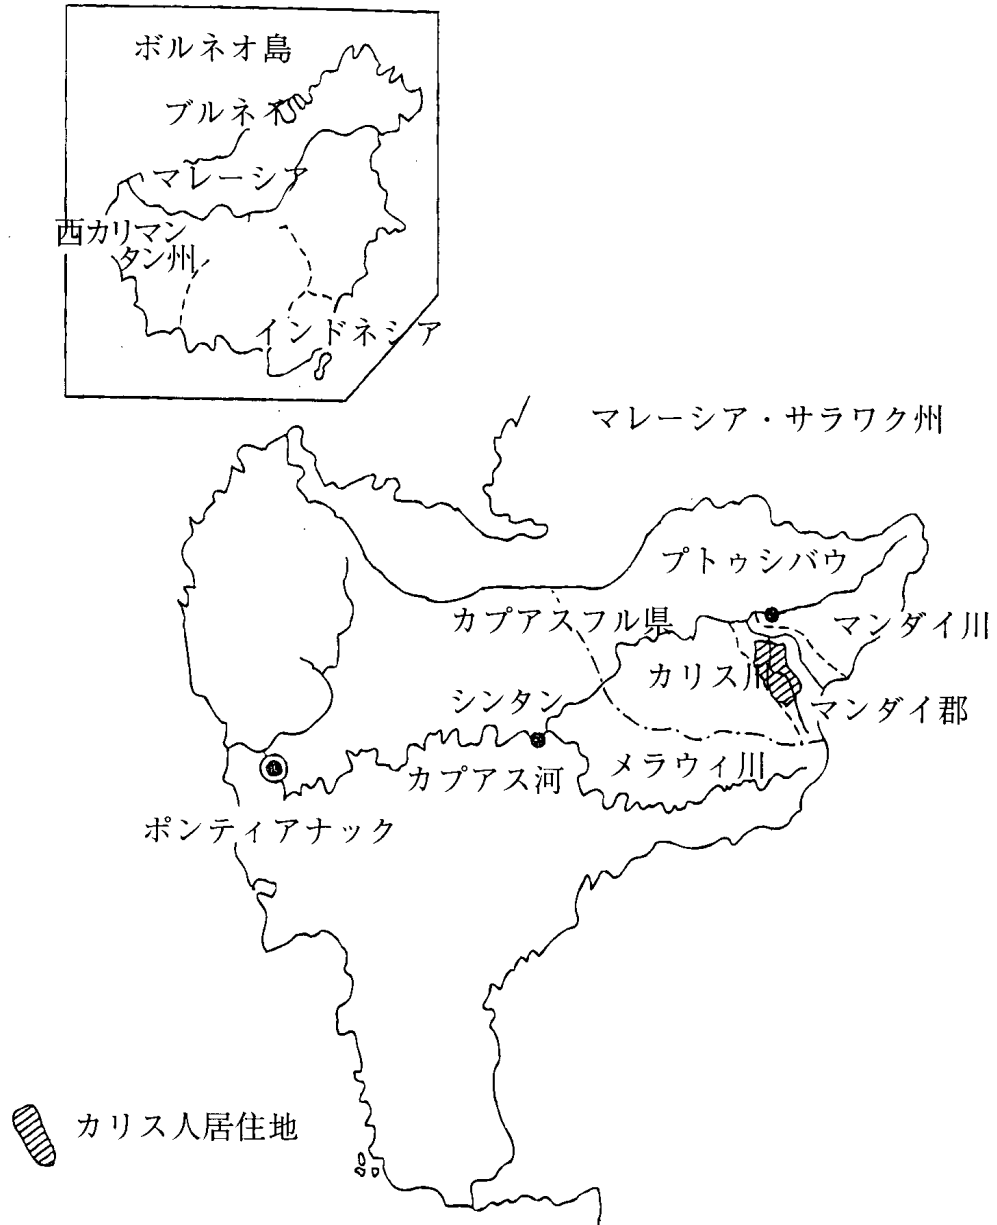 ボルネオ島
ブルネイ
マレーシア
西カリマン
タン州
インドネシア
マレーシア・サラワク州
プトゥシバウ
カプアスフル県
マンダイ川
カリス川
シンタン
マンダイ郡
カプアス河
メラウィ川
ポンティアナック
カリス人居住地